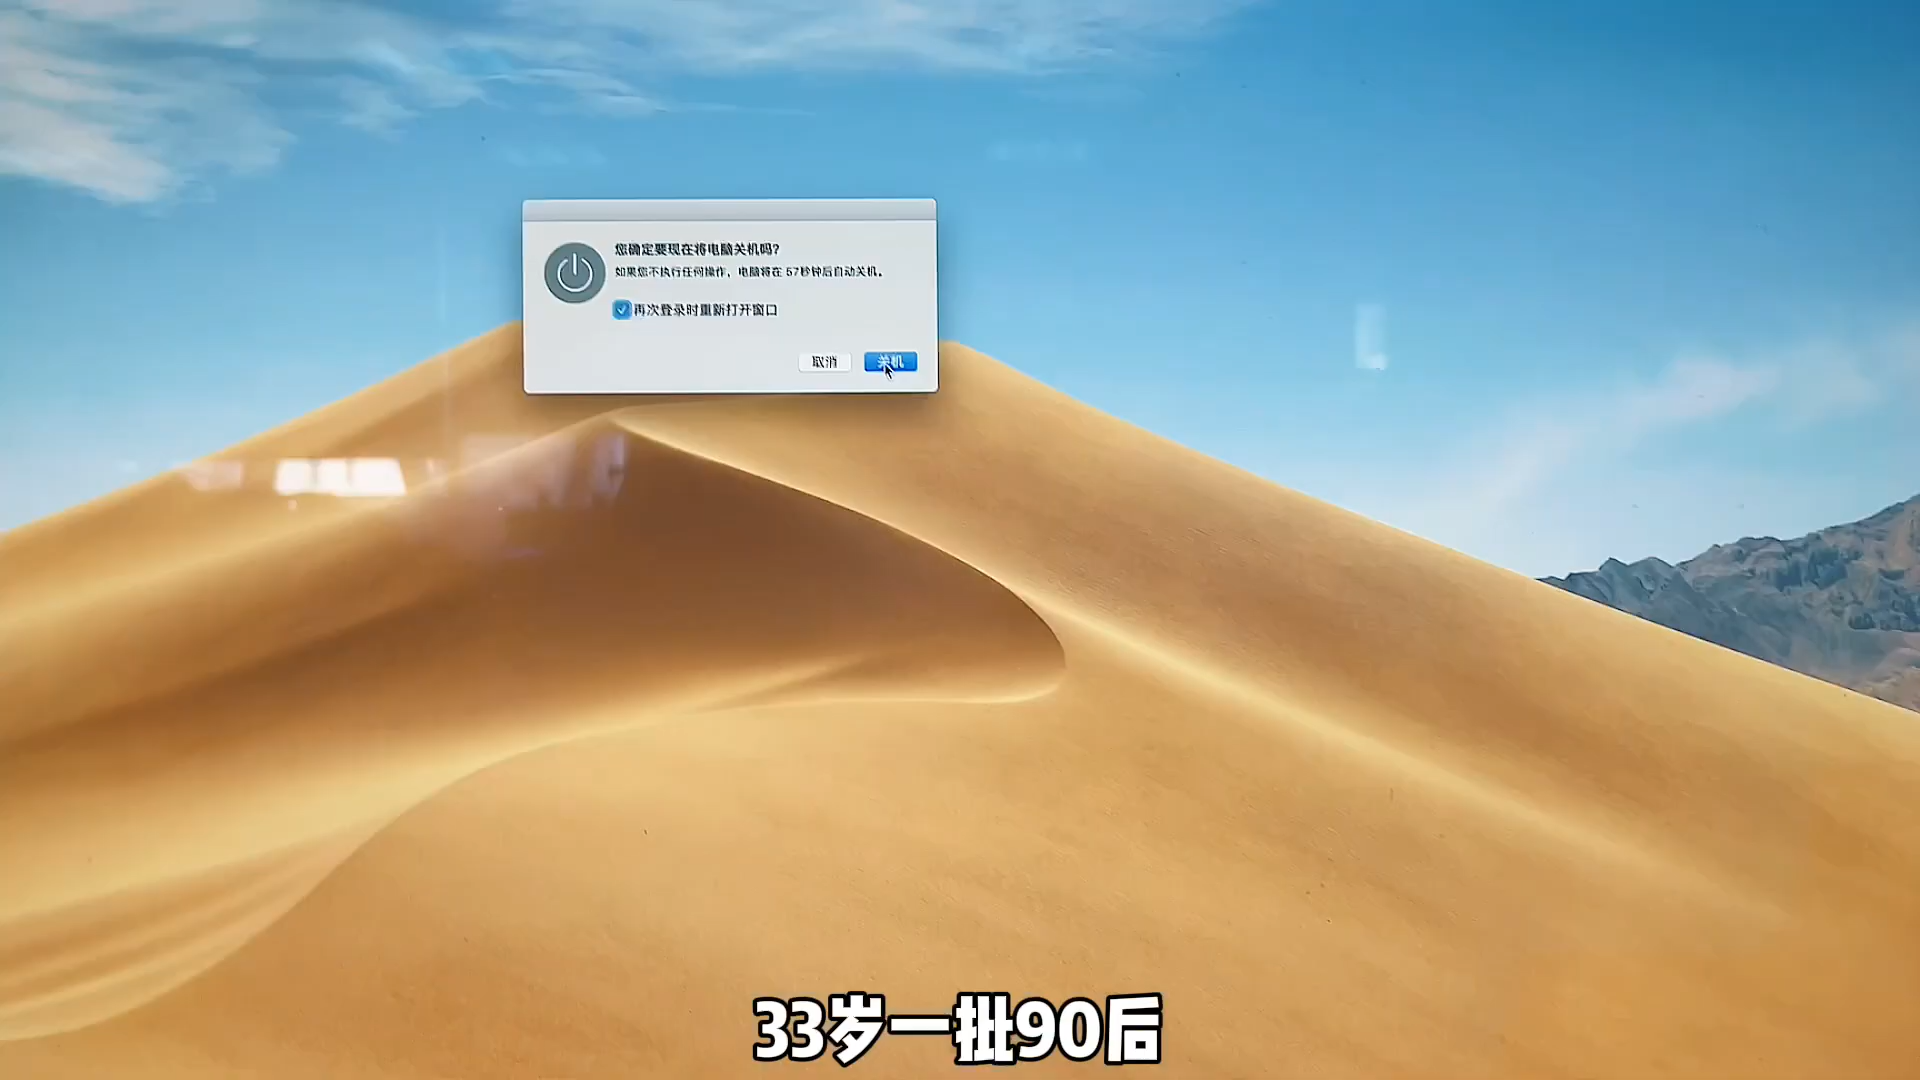 您确定要现在将电脑关机吗?
如果您不执行任何操作，电脑将在 57秒钟后自动关机。
再次登录时重新打开窗口
取消
关机
33岁一批90后